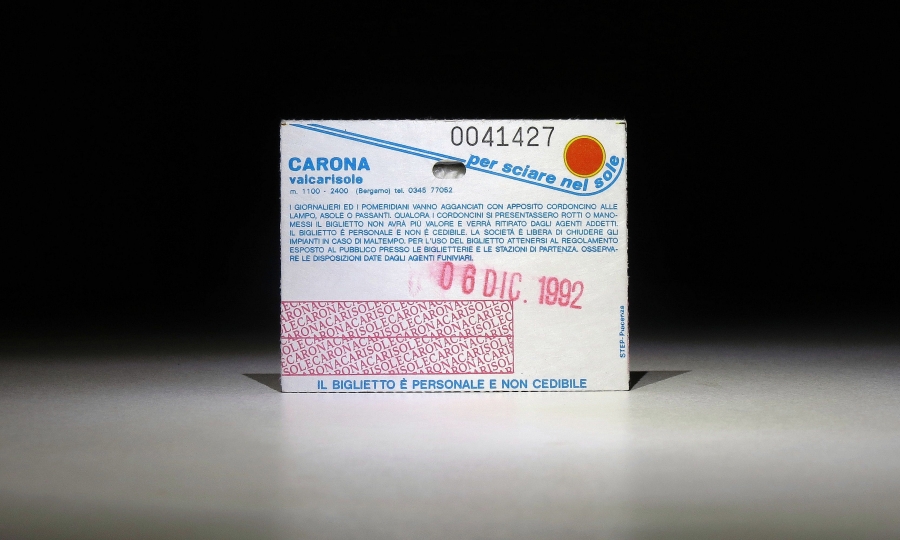 0041427
per sciare nel sole
CARONA
valcarisole
m. 1100 - 2400 (Bergamo) tel. 0345 77052
I GIORNALIERI ED I POMERIDIANI VANNO AGGANCIATI CON APPOSITO CORDONCINO ALLE
LAMPO, ASOLE O PASSANTI. QUALORA I CORDONCINI SI PRESENTASSERO ROTTI O MANO-
MESSI IL BIGLIETTO NON AVRÀ PIÙ VALORE E VERRÀ RITIRATO DAGLI AGENTI ADDETTI.
IL BIGLIETTO È PERSONALE E NON È CEDIBILE. LA SOCIETÀ È LIBERA DI CHIUDERE GLI
IMPIANTI IN CASO DI MALTEMPO. PER L'USO DEL BIGLIETTO ATTENERSI AL REGOLAMENTO
ESPOSTO AL PUBBLICO PRESSO LE BIGLIETTERIE E LE STAZIONI DI PARTENZA. OSSERVA-
RE LE DISPOSIZIONI DATE DAGLI AGENTI FUNIVIARI.
06 DIC. 1992
CARONACARISOLECARONACARISOLE
STEP-Piacenza
IL BIGLIETTO È PERSONALE E NON CEDIBILE